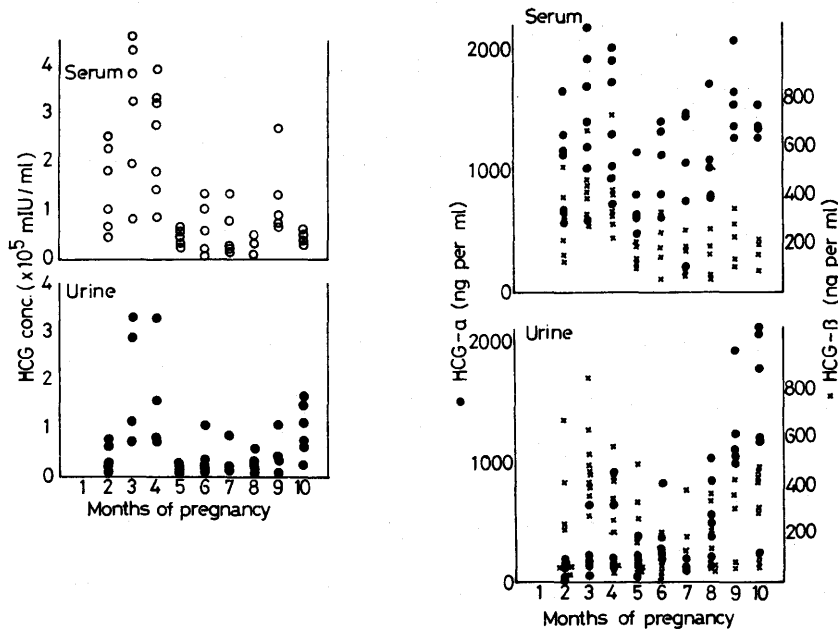 Serum
4
3
2
1
0
Urine
4
3
2
1
0
HCG conc. (x10⁵ mIU/ml)
1 2 3 4 5 6 7 8 9 10
Months of pregnancy
Serum
2000
1000
0
800
600
400
200
Urine
2000
1000
0
800
600
400
200
● HCG-α (ng per ml)
× HCG-β (ng per ml)
1 2 3 4 5 6 7 8 9 10
Months of pregnancy